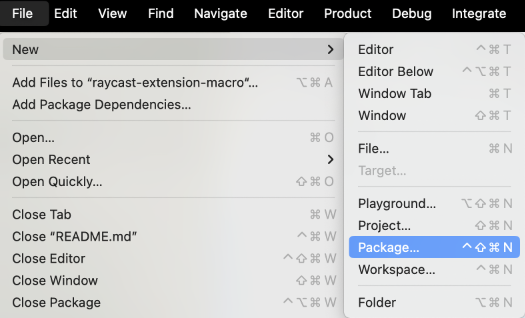 File Edit View Find Navigate Editor Product Debug Integrate
New >
Add Files to “raycast-extension-macro“... ⌥⌘A
Add Package Dependencies...
Open... ⌘O
Open Recent >
Open Quickly... ⇧⌘O
Close Tab ⌘W
Close “README.md” ⌃⌘W
Close Editor ⌃⇧⌘W
Close Window ⇧⌘W
Close Package ⌃⌥⌘W
Editor ⌃⌘T
Editor Below ⌃⌥⌘T
Window Tab ⌘T
Window ⇧⌘T
File... ⌘N
Target...
Playground... ⌥⇧⌘N
Project... ⇧⌘N
Package... ⌃⇧⌘N
Workspace... ⌃⌘N
Folder ⌥⌘N